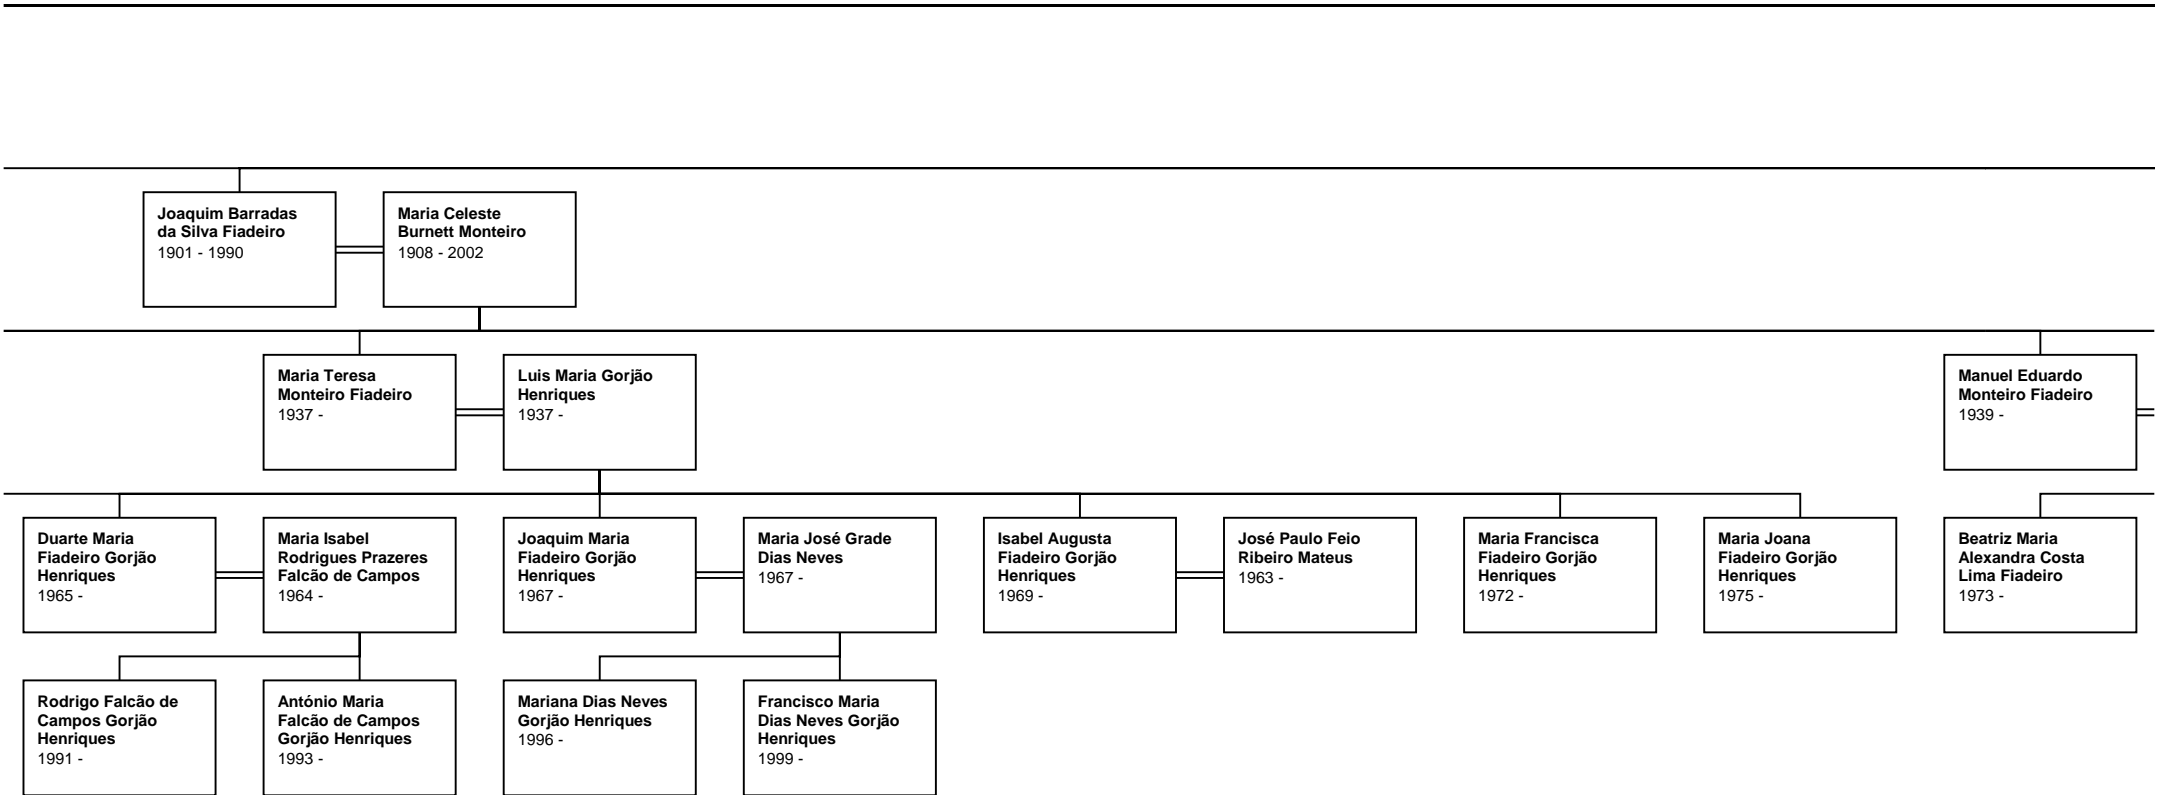 Joaquim Barradas
da Silva Fiadeiro
1901 - 1990
Maria Celeste
Burnett Monteiro
1908 - 2002
Maria Teresa
Monteiro Fiadeiro
1937 -
Luis Maria Gorjão
Henriques
1937 -
Manuel Eduardo
Monteiro Fiadeiro
1939 -
Duarte Maria
Fiadeiro Gorjão
Henriques
1965 -
Maria Isabel
Rodrigues Prazeres
Falcão de Campos
1964 -
Joaquim Maria
Fiadeiro Gorjão
Henriques
1967 -
Maria José Grade
Dias Neves
1967 -
Isabel Augusta
Fiadeiro Gorjão
Henriques
1969 -
José Paulo Feio
Ribeiro Mateus
1963 -
Maria Francisca
Fiadeiro Gorjão
Henriques
1972 -
Maria Joana
Fiadeiro Gorjão
Henriques
1975 -
Beatriz Maria
Alexandra Costa
Lima Fiadeiro
1973 -
Rodrigo Falcão de
Campos Gorjão
Henriques
1991 -
António Maria
Falcão de Campos
Gorjão Henriques
1993 -
Mariana Dias Neves
Gorjão Henriques
1996 -
Francisco Maria
Dias Neves Gorjão
Henriques
1999 -